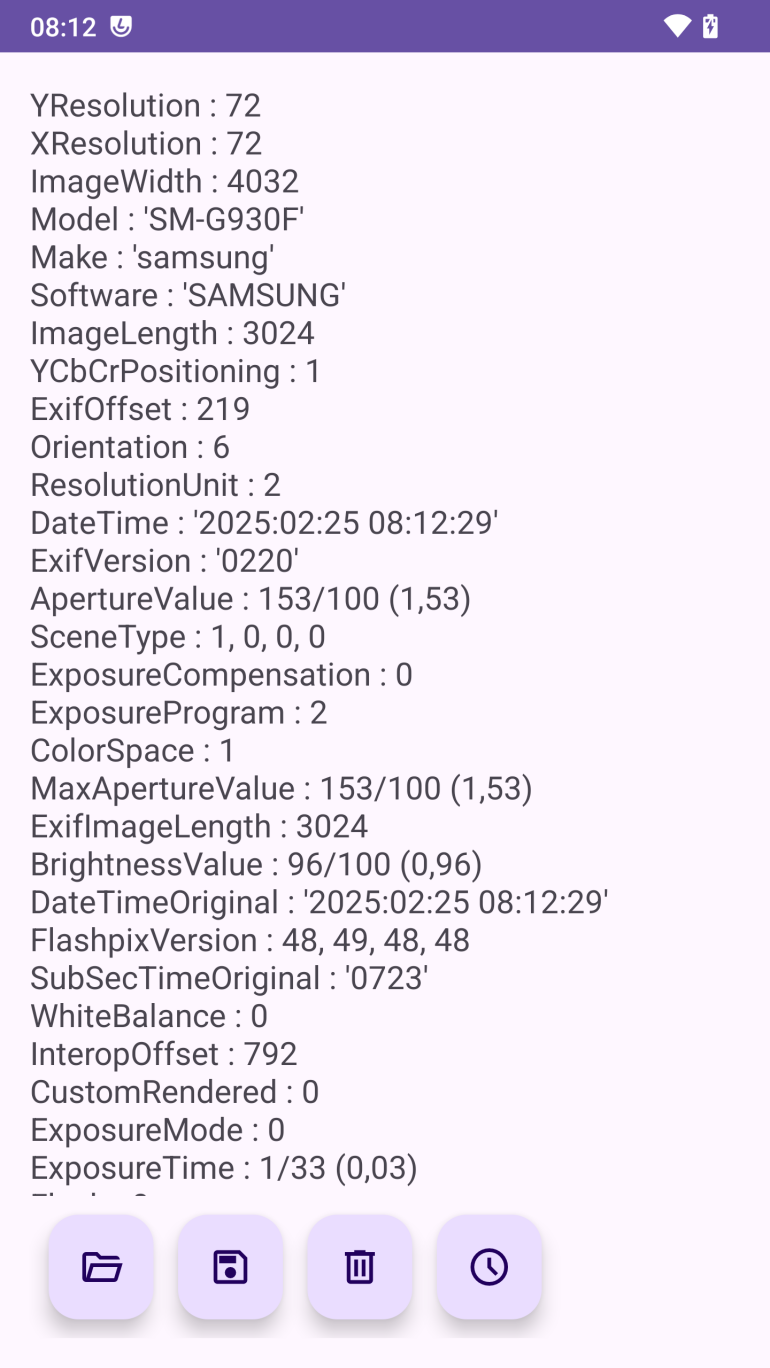 08:12
YResolution : 72
XResolution : 72
ImageWidth : 4032
Model : 'SM-G930F'
Make : 'samsung'
Software : 'SAMSUNG'
ImageLength : 3024
YCbCrPositioning : 1
ExifOffset : 219
Orientation : 6
ResolutionUnit : 2
DateTime : '2025:02:25 08:12:29'
ExifVersion : '0220'
ApertureValue : 153/100 (1,53)
SceneType : 1, 0, 0, 0
ExposureCompensation : 0
ExposureProgram : 2
ColorSpace : 1
MaxApertureValue : 153/100 (1,53)
ExifImageLength : 3024
BrightnessValue : 96/100 (0,96)
DateTimeOriginal : '2025:02:25 08:12:29'
FlashpixVersion : 48, 49, 48, 48
SubSecTimeOriginal : '0723'
WhiteBalance : 0
InteropOffset : 792
CustomRendered : 0
ExposureMode : 0
ExposureTime : 1/33 (0,03)